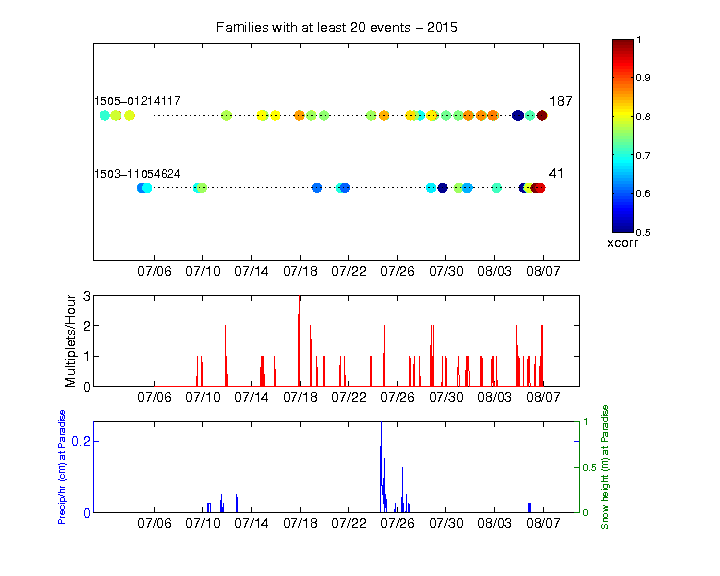 Families with at least 20 events – 2015
1505–01214117
187
1503–11054624
41
07/06 07/10 07/14 07/18 07/22 07/26 07/30 08/03 08/07
1
0.9
0.8
0.7
0.6
0.5
xcorr
Multiplets/Hour
3
2
1
0
07/06 07/10 07/14 07/18 07/22 07/26 07/30 08/03 08/07
Precip/hr (cm) at Paradise
0.2
0
07/06 07/10 07/14 07/18 07/22 07/26 07/30 08/03 08/07
1
0.5
0
Snow height (m) at Paradise